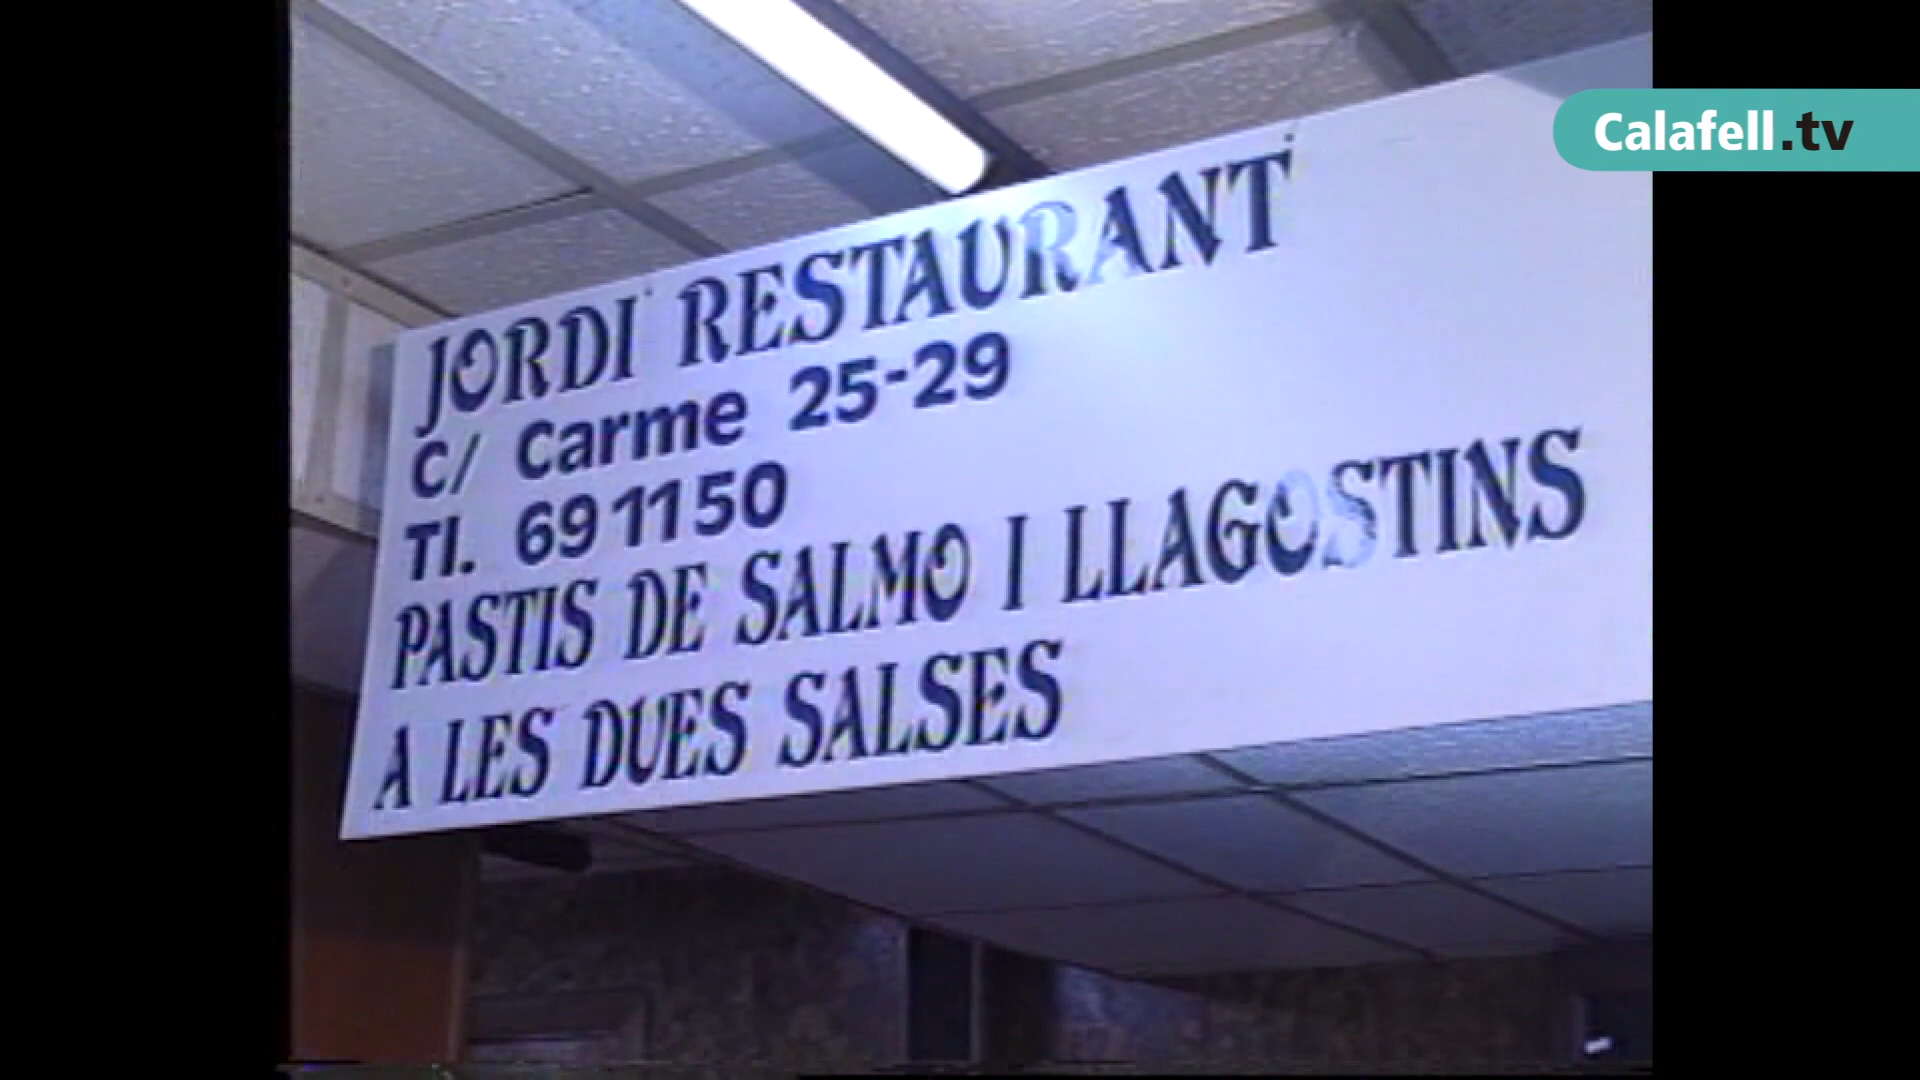 Calafell.tv
JORDI RESTAURANT
C/ Carme 25-29
Tl. 69 11 50
PASTIS DE SALMO I LLAGOSTINS
A LES DUES SALSES